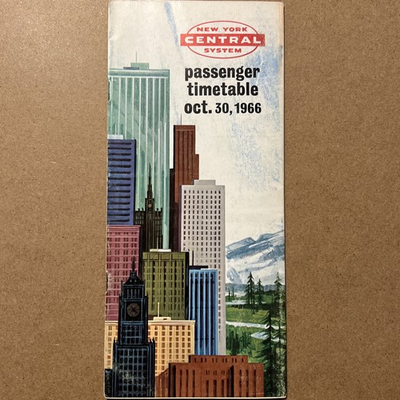 NEW YORK
CENTRAL
SYSTEM
passenger
timetable
oct. 30, 1966